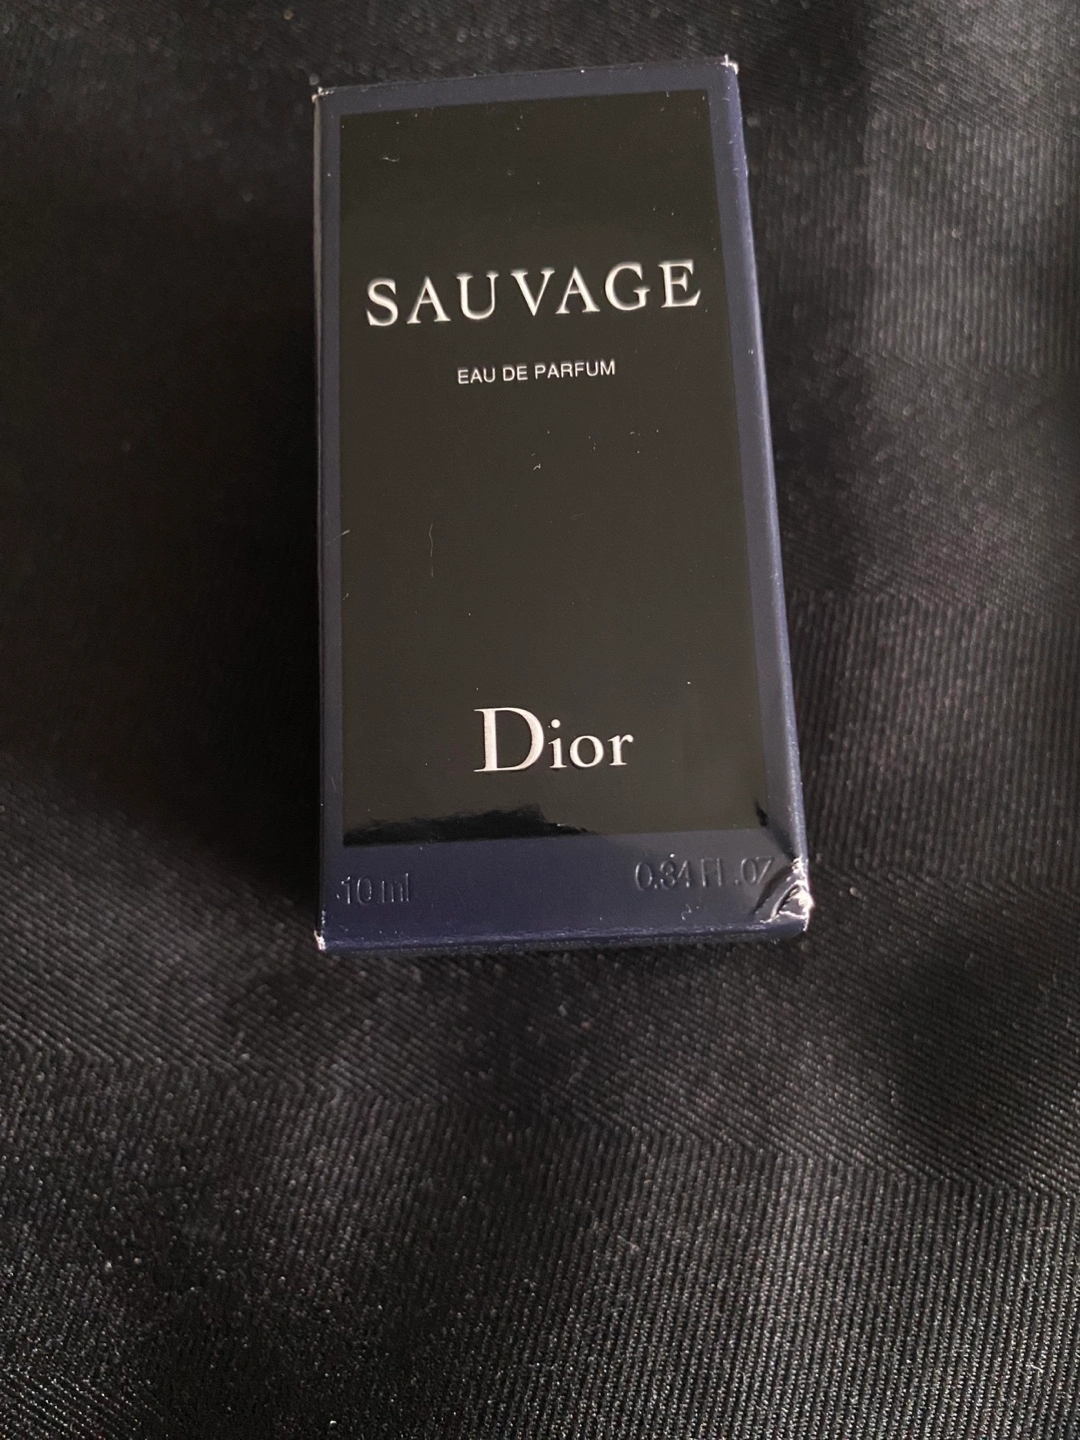 SAUVAGE
EAU DE PARFUM
Dior
10 ml 0.34 Fl.oz